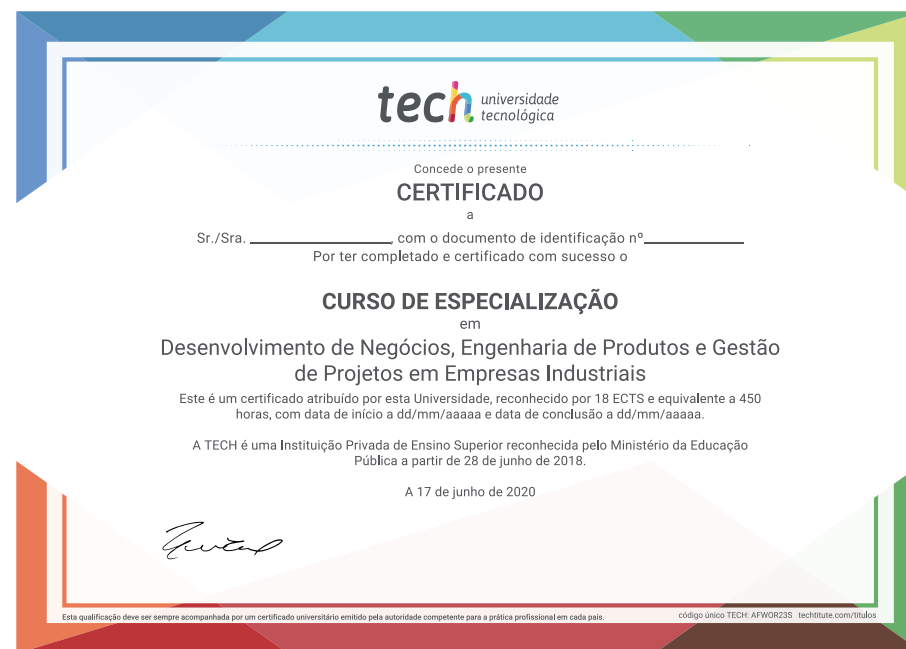 tech universidade
tecnológica
Concede o presente
CERTIFICADO
a
Sr./Sra. ____________________, com o documento de identificação nº______________
Por ter completado e certificado com sucesso o
CURSO DE ESPECIALIZAÇÃO
em
Desenvolvimento de Negócios, Engenharia de Produtos e Gestão
de Projetos em Empresas Industriais
Este é um certificado atribuído por esta Universidade, reconhecido por 18 ECTS e equivalente a 450
horas, com data de início a dd/mm/aaaaa e data de conclusão a dd/mm/aaaaa.
A TECH é uma Instituição Privada de Ensino Superior reconhecida pelo Ministério da Educação
Pública a partir de 28 de junho de 2018.
A 17 de junho de 2020
Esta qualificação deve ser sempre acompanhada por um certificado universitário emitido pela autoridade competente para a prática profissional em cada país.
código único TECH: AFWOR23S techtitute.com/titulos